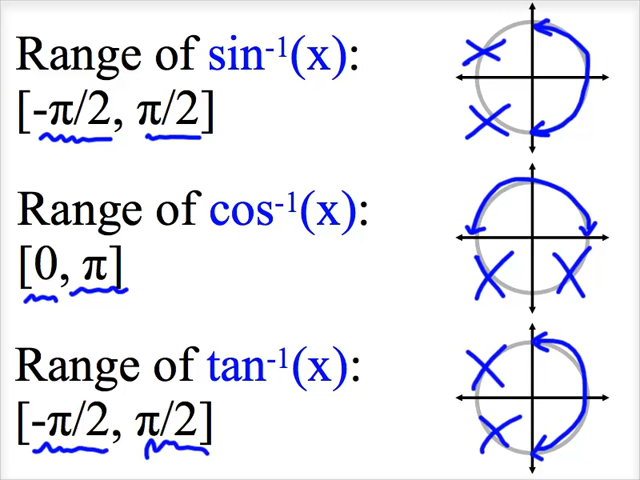 Range of sin⁻¹(x):
[-π/2, π/2]
Range of cos⁻¹(x):
[0, π]
Range of tan⁻¹(x):
[-π/2, π/2]